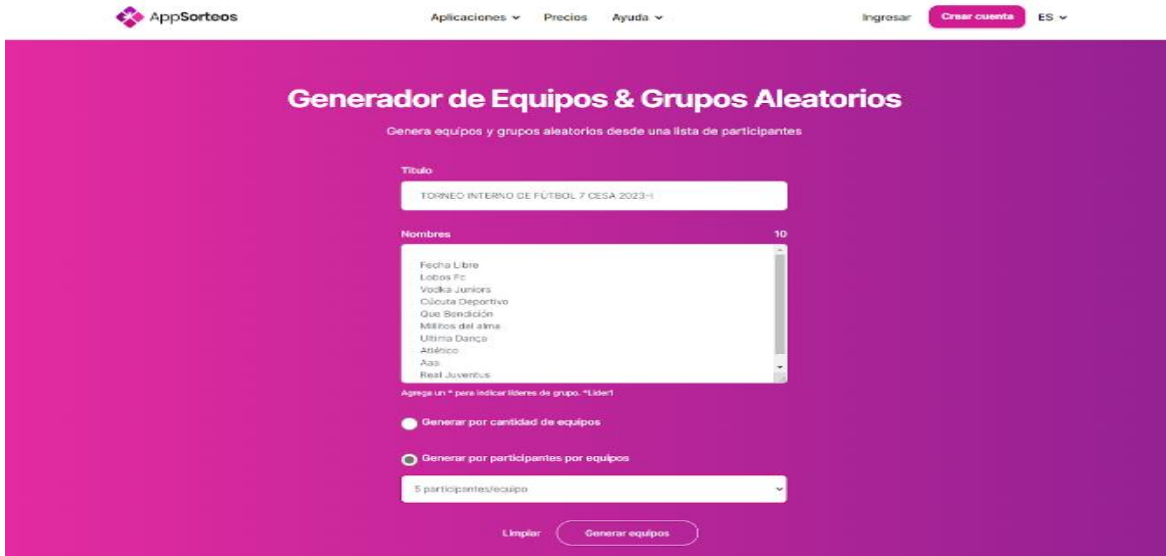 AppSorteos
Aplicaciones Precios Ayuda
Ingresar Crear cuenta ES
Generador de Equipos & Grupos Aleatorios
Genera equipos y grupos aleatorios desde una lista de participantes
Título
TORNEO INTERNO DE FÚTBOL 7 CESA 2023-I
Nombres 10
Fecha Libre
Lobos Fc
Vodka Juniors
Cúcuta Deportivo
Que Bendición
Millitos del alma
Ultima Dança
Atlético
Aaa
Real Juventus
Agrega un * para indicar líderes de grupo. *Lider1
Generar por cantidad de equipos
Generar por participantes por equipos
5 participantes/equipo
Limpiar Generar equipos